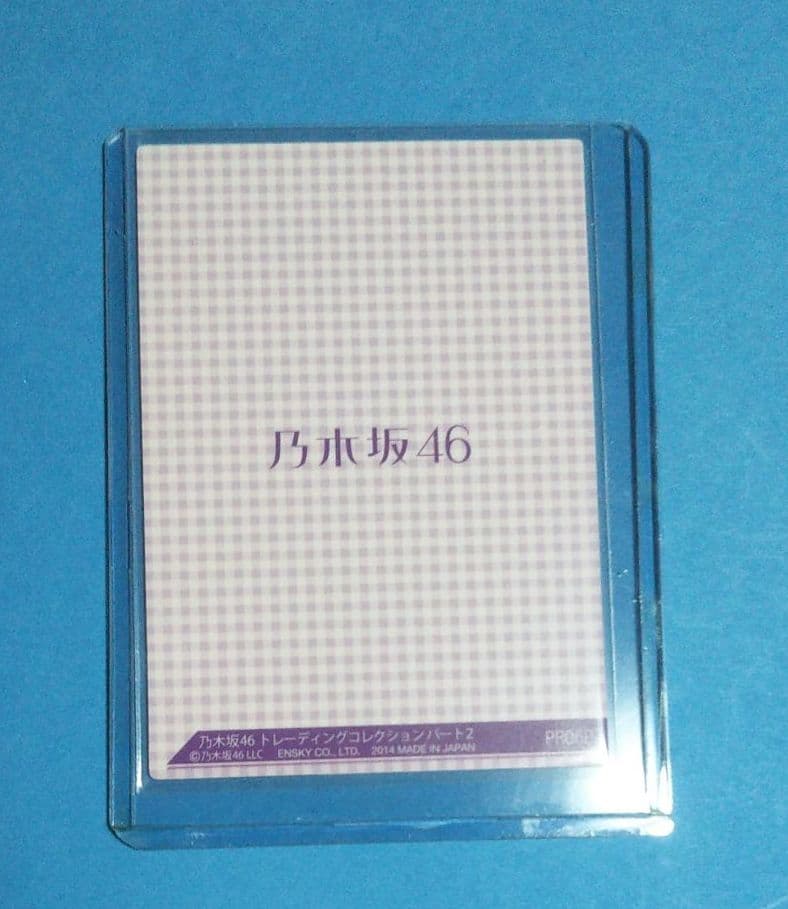 乃木坂46
乃木坂46 トレーディングコレクションパート2
©乃木坂46 LLC ENSKY CO., LTD. 2014 MADE IN JAPAN